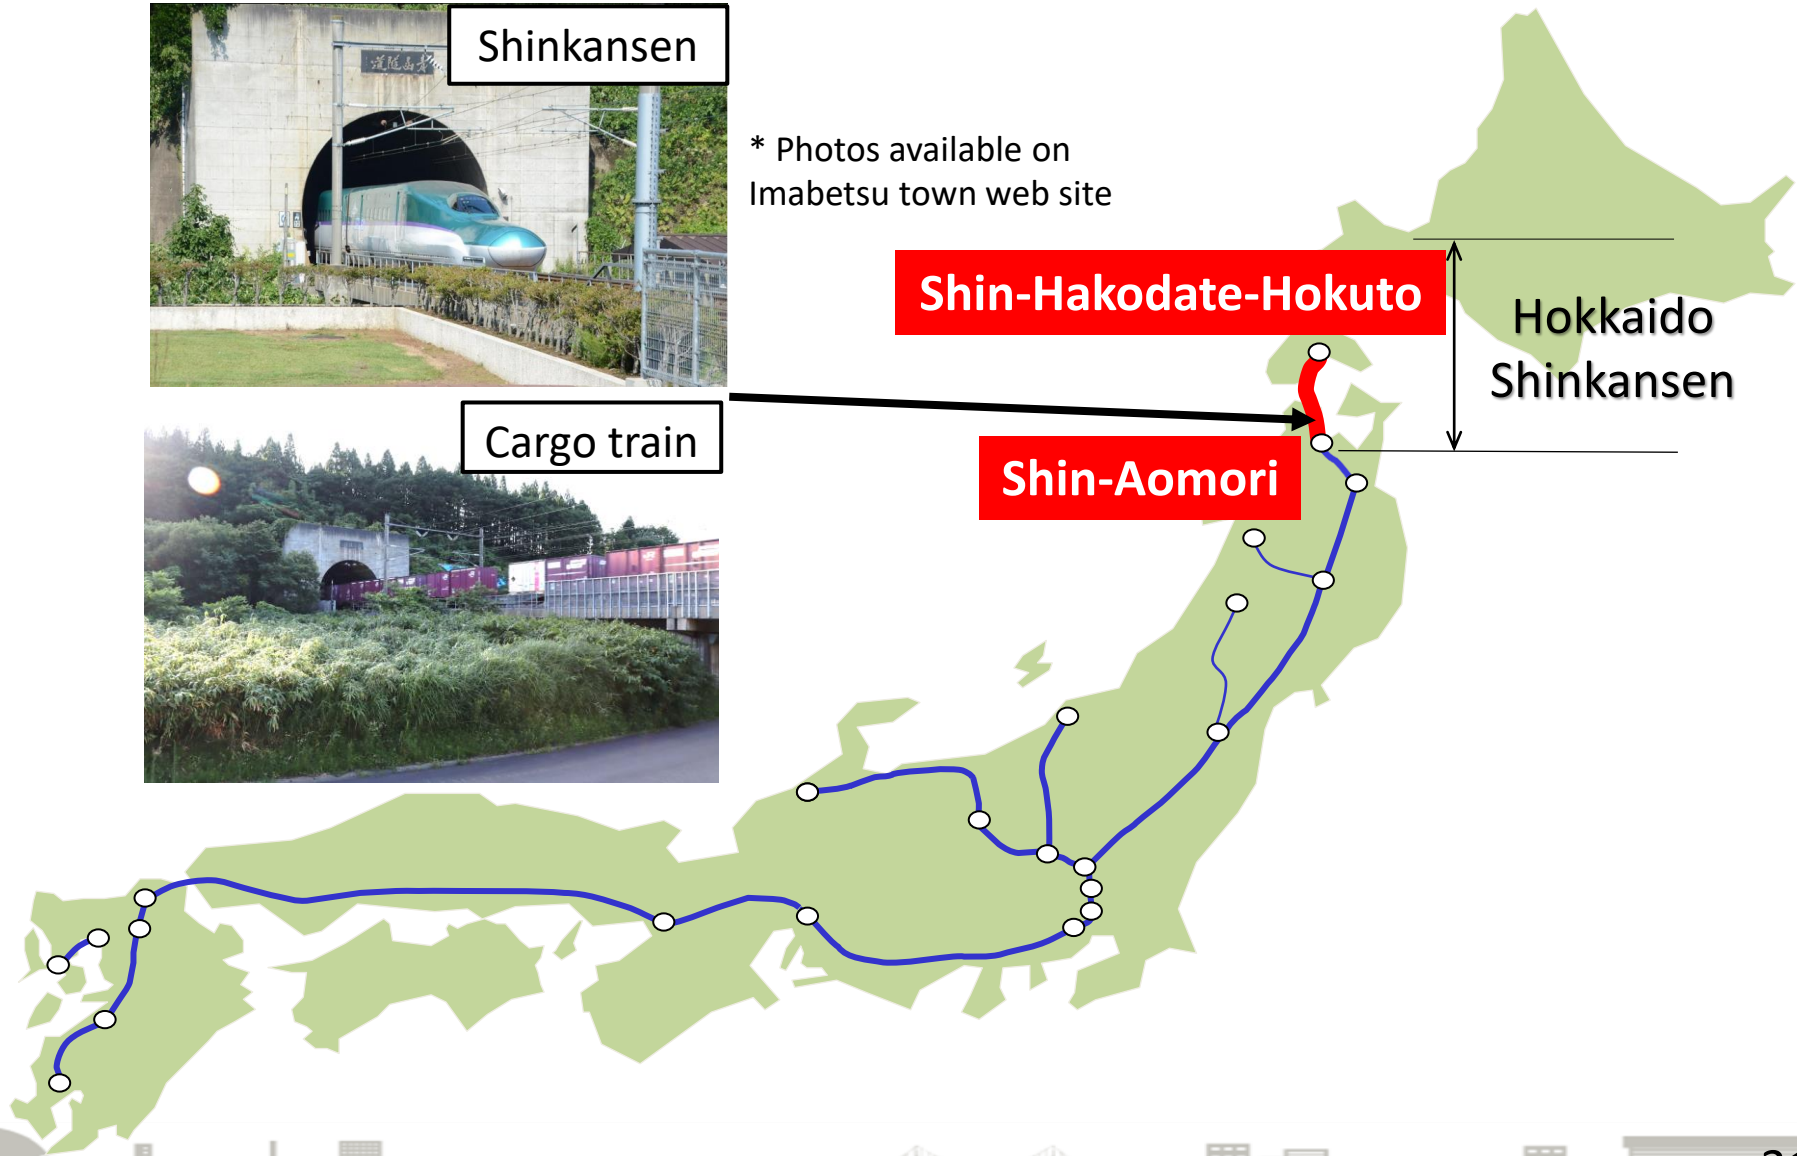 Shinkansen
* Photos available on
Imabetsu town web site
Shin-Hakodate-Hokuto
Hokkaido
Shinkansen
Cargo train
Shin-Aomori